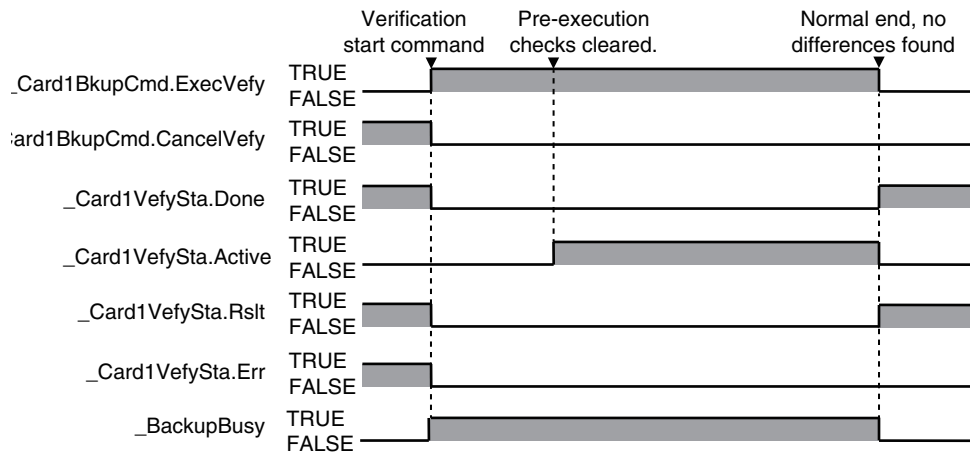 Verification start command
Pre-execution checks cleared.
Normal end, no differences found
_Card1BkupCmd.ExecVefy
TRUE
FALSE
Card1BkupCmd.CancelVefy
TRUE
FALSE
_Card1VefySta.Done
TRUE
FALSE
_Card1VefySta.Active
TRUE
FALSE
_Card1VefySta.Rslt
TRUE
FALSE
_Card1VefySta.Err
TRUE
FALSE
_BackupBusy
TRUE
FALSE